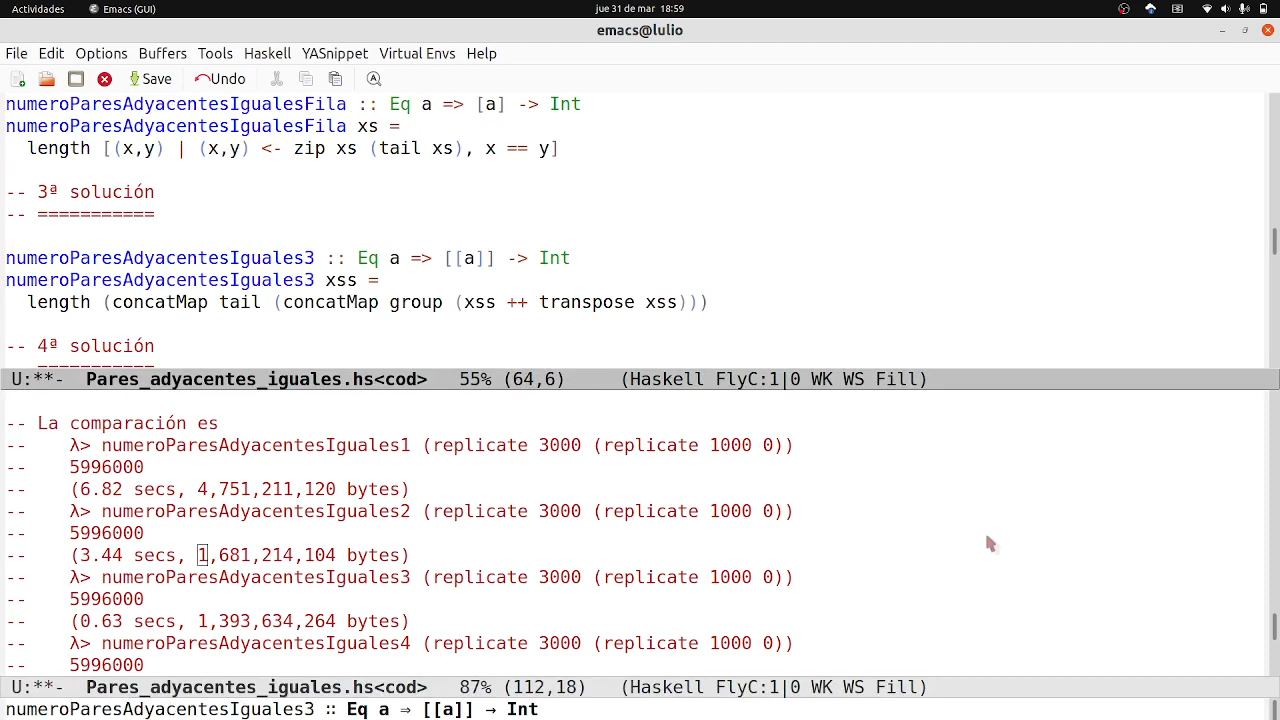 Actividades Emacs (GUI) jue 31 de mar 18:59
emacs@lulio
File Edit Options Buffers Tools Haskell YASnippet Virtual Envs Help
Save Undo
numeroParesAdyacentesIgualesFila :: Eq a => [a] -> Int
numeroParesAdyacentesIgualesFila xs =
  length [(x,y) | (x,y) <- zip xs (tail xs), x == y]
-- 3ª solución
-- ===========
numeroParesAdyacentesIguales3 :: Eq a => [[a]] -> Int
numeroParesAdyacentesIguales3 xss =
  length (concatMap tail (concatMap group (xss ++ transpose xss)))
-- 4ª solución
-- ===========
U:**-  Pares_adyacentes_iguales.hs<cod>   55% (64,6)     (Haskell FlyC:1|0 WK WS Fill)
-- La comparación es
--    λ> numeroParesAdyacentesIguales1 (replicate 3000 (replicate 1000 0))
--    5996000
--    (6.82 secs, 4,751,211,120 bytes)
--    λ> numeroParesAdyacentesIguales2 (replicate 3000 (replicate 1000 0))
--    5996000
--    (3.44 secs, 1,681,214,104 bytes)
--    λ> numeroParesAdyacentesIguales3 (replicate 3000 (replicate 1000 0))
--    5996000
--    (0.63 secs, 1,393,634,264 bytes)
--    λ> numeroParesAdyacentesIguales4 (replicate 3000 (replicate 1000 0))
--    5996000
U:**-  Pares_adyacentes_iguales.hs<cod>   87% (112,18)   (Haskell FlyC:1|0 WK WS Fill)
numeroParesAdyacentesIguales3 ∷ Eq a ⇒ [[a]] → Int